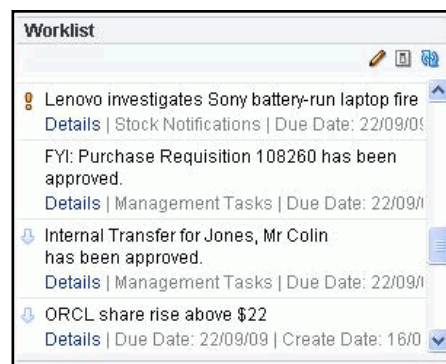 Worklist
Lenovo investigates Sony battery-run laptop fire
Details | Stock Notifications | Due Date: 22/09/09
FYI: Purchase Requisition 108260 has been
approved.
Details | Management Tasks | Due Date: 22/09/
Internal Transfer for Jones, Mr Colin
has been approved.
Details | Management Tasks | Due Date: 22/09/
ORCL share rise above $22
Details | Due Date: 22/09/09 | Create Date: 16/0